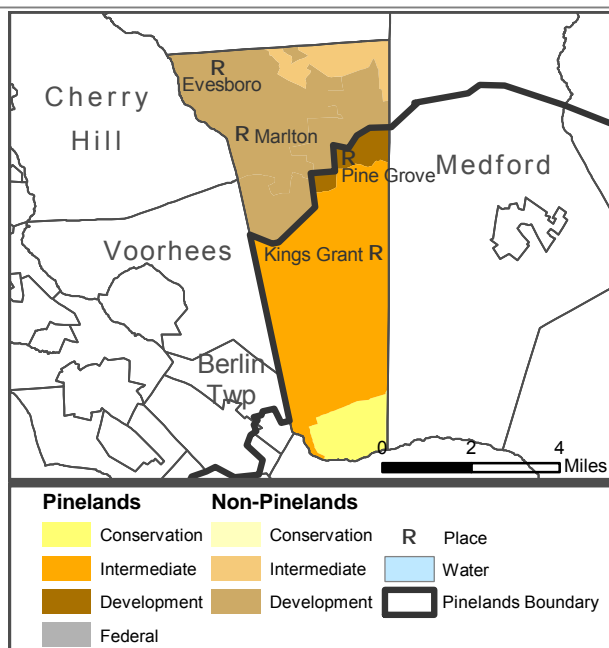 R
Evesboro
Cherry
Hill
R Marlton
R
Pine Grove
Medford
Voorhees
Kings Grant R
Berlin
Twp
0 2 4
Miles
Pinelands Non-Pinelands
Conservation Conservation R Place
Intermediate Intermediate Water
Development Development Pinelands Boundary
Federal